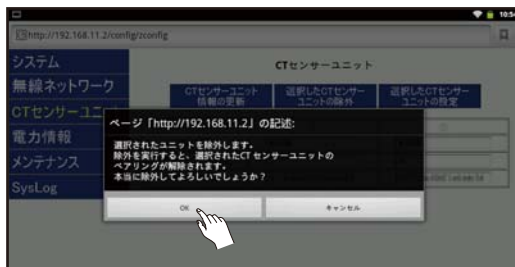 10:54
http://192.168.11.2/config/zconfig
システム
無線ネットワーク
CTセンサーユニット
電力情報
メンテナンス
SysLog
CTセンサーユニット
CTセンサーユニット
情報の更新
選択したCTセンサー
ユニットの除外
選択したCTセンサー
ユニットの設定
ページ「http://192.168.11.2」の記述:
選択されたユニットを除外します。
除外を実行すると、選択されたCTセンサーユニットの
ペアリングが解除されます。
本当に除外してよろしいでしょうか？
OK
キャンセル